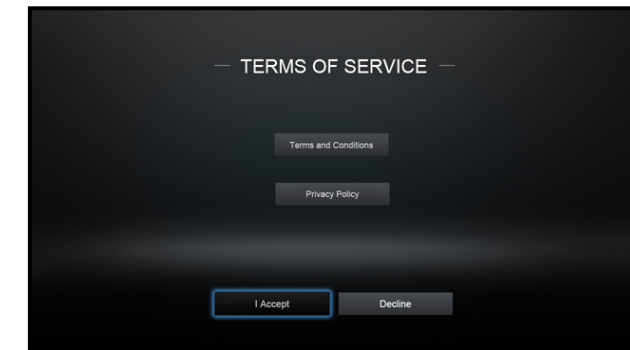 TERMS OF SERVICE
Terms and Conditions
Privacy Policy
I Accept Decline